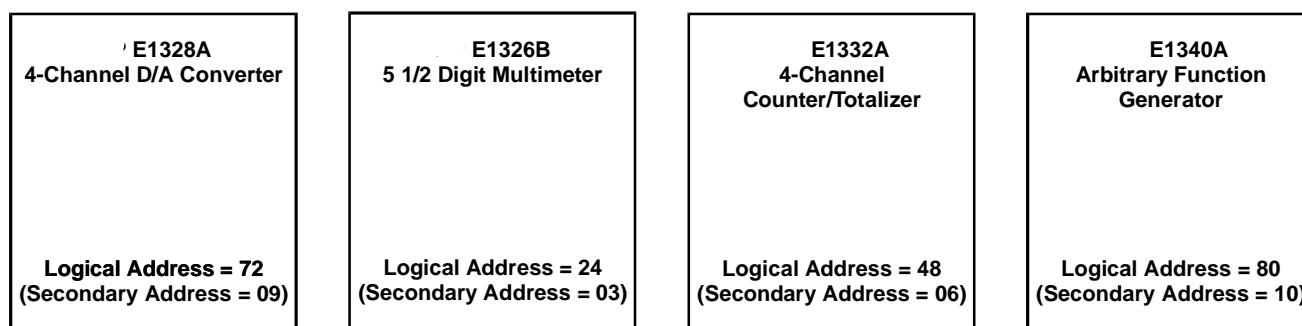 E1328A
4-Channel D/A Converter
Logical Address = 72
(Secondary Address = 09)
E1326B
5 1/2 Digit Multimeter
Logical Address = 24
(Secondary Address = 03)
E1332A
4-Channel
Counter/Totalizer
Logical Address = 48
(Secondary Address = 06)
E1340A
Arbitrary Function
Generator
Logical Address = 80
(Secondary Address = 10)